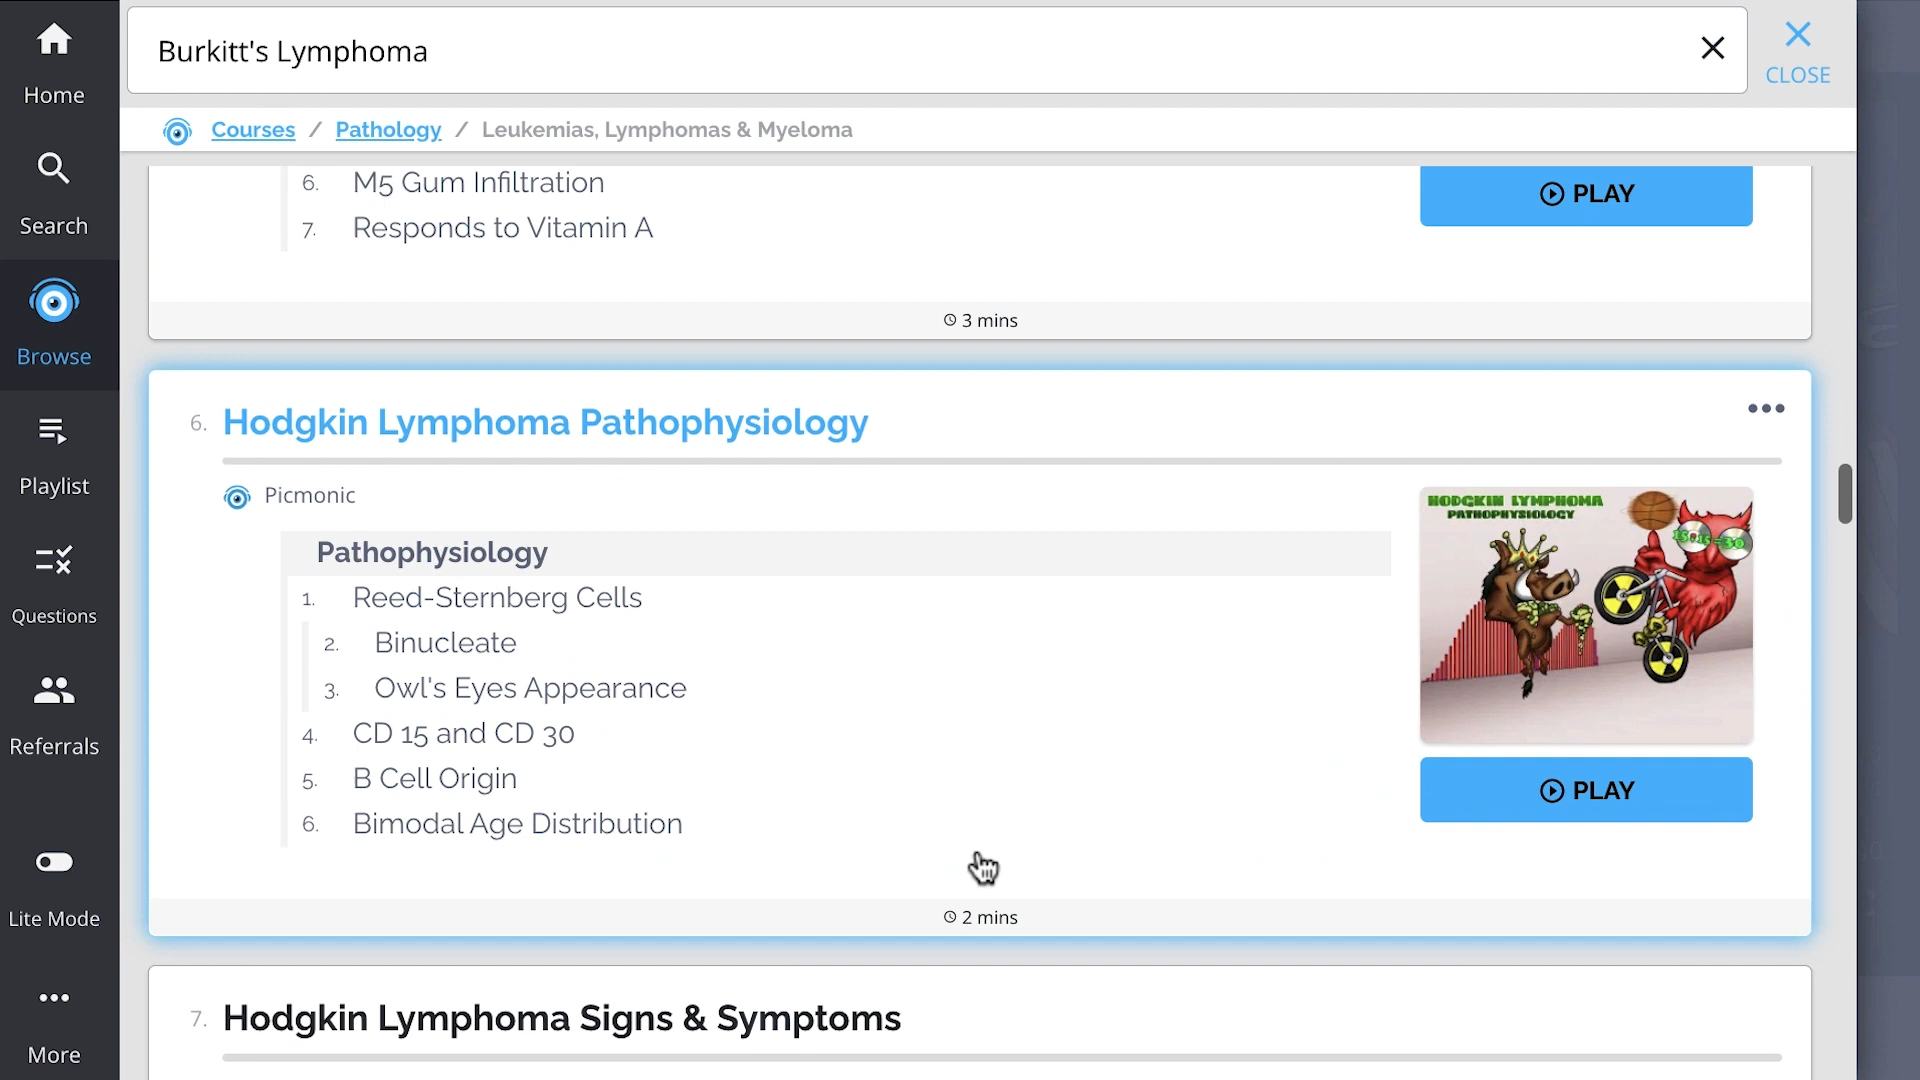 Home
Search
Browse
Playlist
Questions
Referrals
Lite Mode
More
Burkitt's Lymphoma
CLOSE
Courses / Pathology / Leukemias, Lymphomas & Myeloma
6. M5 Gum Infiltration
7. Responds to Vitamin A
PLAY
3 mins
6. Hodgkin Lymphoma Pathophysiology
Picmonic
Pathophysiology
1. Reed-Sternberg Cells
2. Binucleate
3. Owl's Eyes Appearance
4. CD 15 and CD 30
5. B Cell Origin
6. Bimodal Age Distribution
HODGKIN LYMPHOMA
PATHOPHYSIOLOGY
15+15=30
PLAY
2 mins
7. Hodgkin Lymphoma Signs & Symptoms